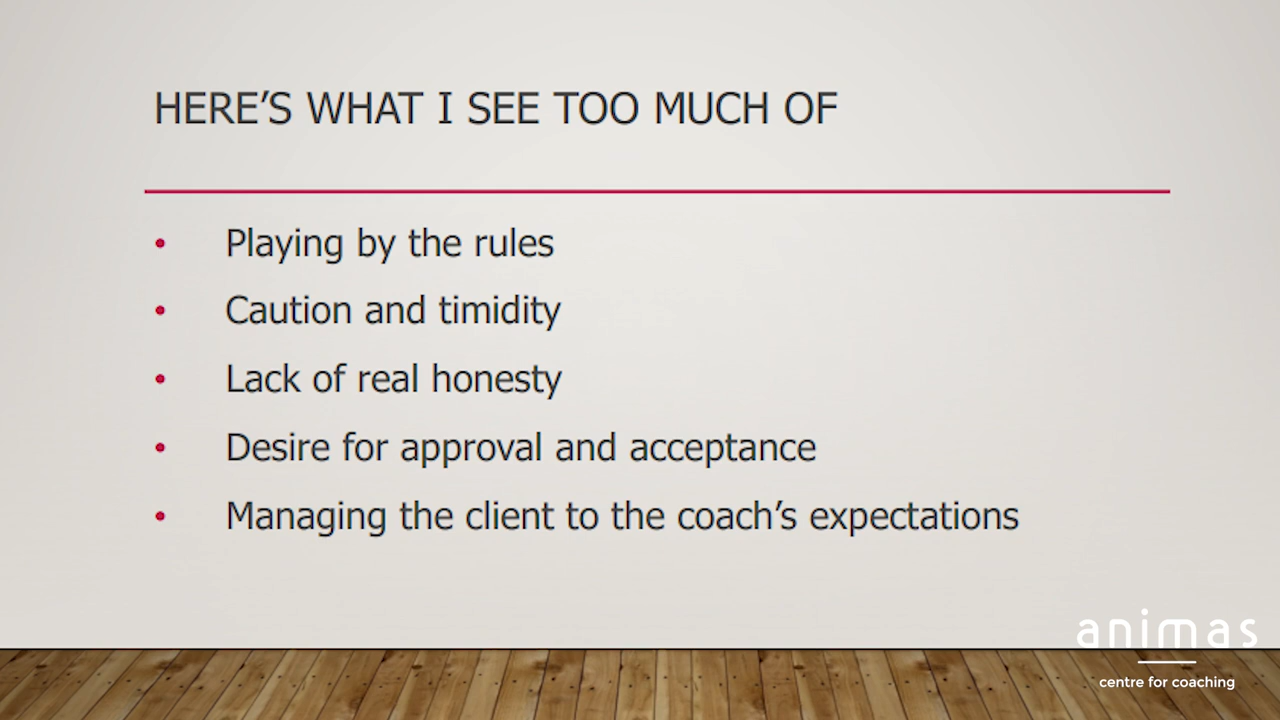 HERE’S WHAT I SEE TOO MUCH OF
• Playing by the rules
• Caution and timidity
• Lack of real honesty
• Desire for approval and acceptance
• Managing the client to the coach’s expectations
animas
centre for coaching